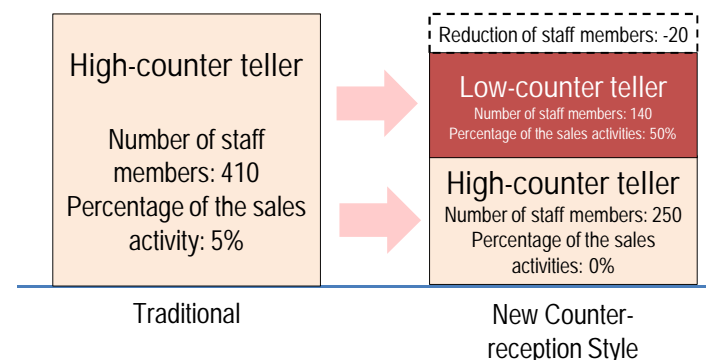 High-counter teller
Number of staff
members: 410
Percentage of the sales
activity: 5%
Traditional
Reduction of staff members: -20
Low-counter teller
Number of staff members: 140
Percentage of the sales activities: 50%
High-counter teller
Number of staff members: 250
Percentage of the sales
activities: 0%
New Counter-
reception Style